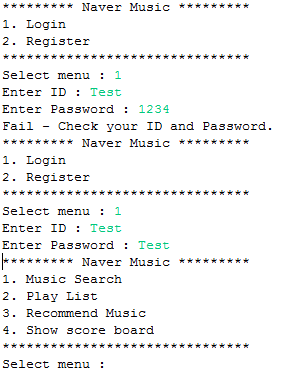 ********* Naver Music *********
1. Login
2. Register
*******************************
Select menu : 1
Enter ID : Test
Enter Password : 1234
Fail - Check your ID and Password.
********* Naver Music *********
1. Login
2. Register
*******************************
Select menu : 1
Enter ID : Test
Enter Password : Test
********* Naver Music *********
1. Music Search
2. Play List
3. Recommend Music
4. Show score board
*******************************
Select menu :